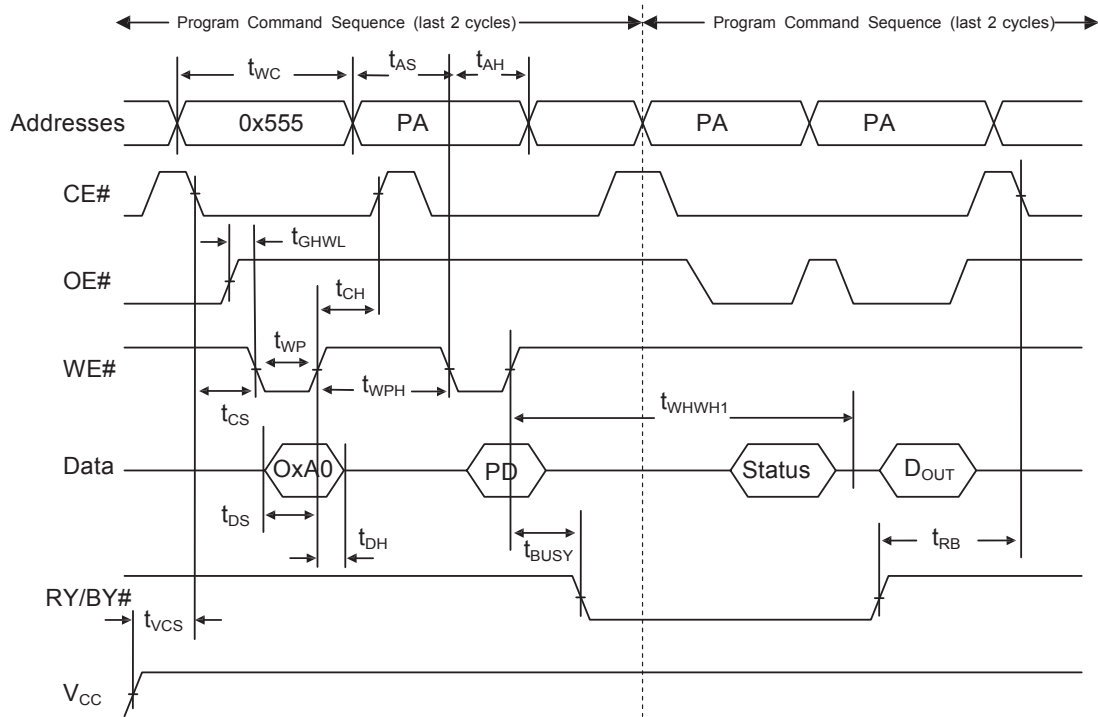 Program Command Sequence (last 2 cycles) Program Command Sequence (last 2 cycles)
tWC tAS tAH
Addresses 0x555 PA PA PA
CE#
tGHWL
OE#
tCH
tWP
WE#
tWPH
tCS tWHWH1
Data OxA0 PD Status DOUT
tDS tDH tBUSY tRB
RY/BY#
tVCS
VCC